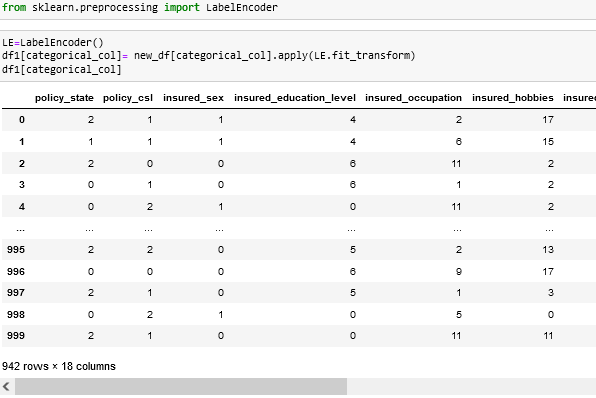 from sklearn.preprocessing import LabelEncoder
LE=LabelEncoder()
df1[categorical_col]= new_df[categorical_col].apply(LE.fit_transform)
df1[categorical_col]
policy_state policy_csl insured_sex insured_education_level insured_occupation insured_hobbies insured
0 2 1 1 4 2 17
1 1 1 1 4 6 15
2 2 0 0 6 11 2
3 0 1 0 6 1 2
4 0 2 1 0 11 2
... ... ... ... ... ... ...
995 2 2 0 5 2 13
996 0 0 0 6 9 17
997 2 1 0 5 1 3
998 0 2 1 0 5 0
999 2 1 0 0 11 11
942 rows × 18 columns